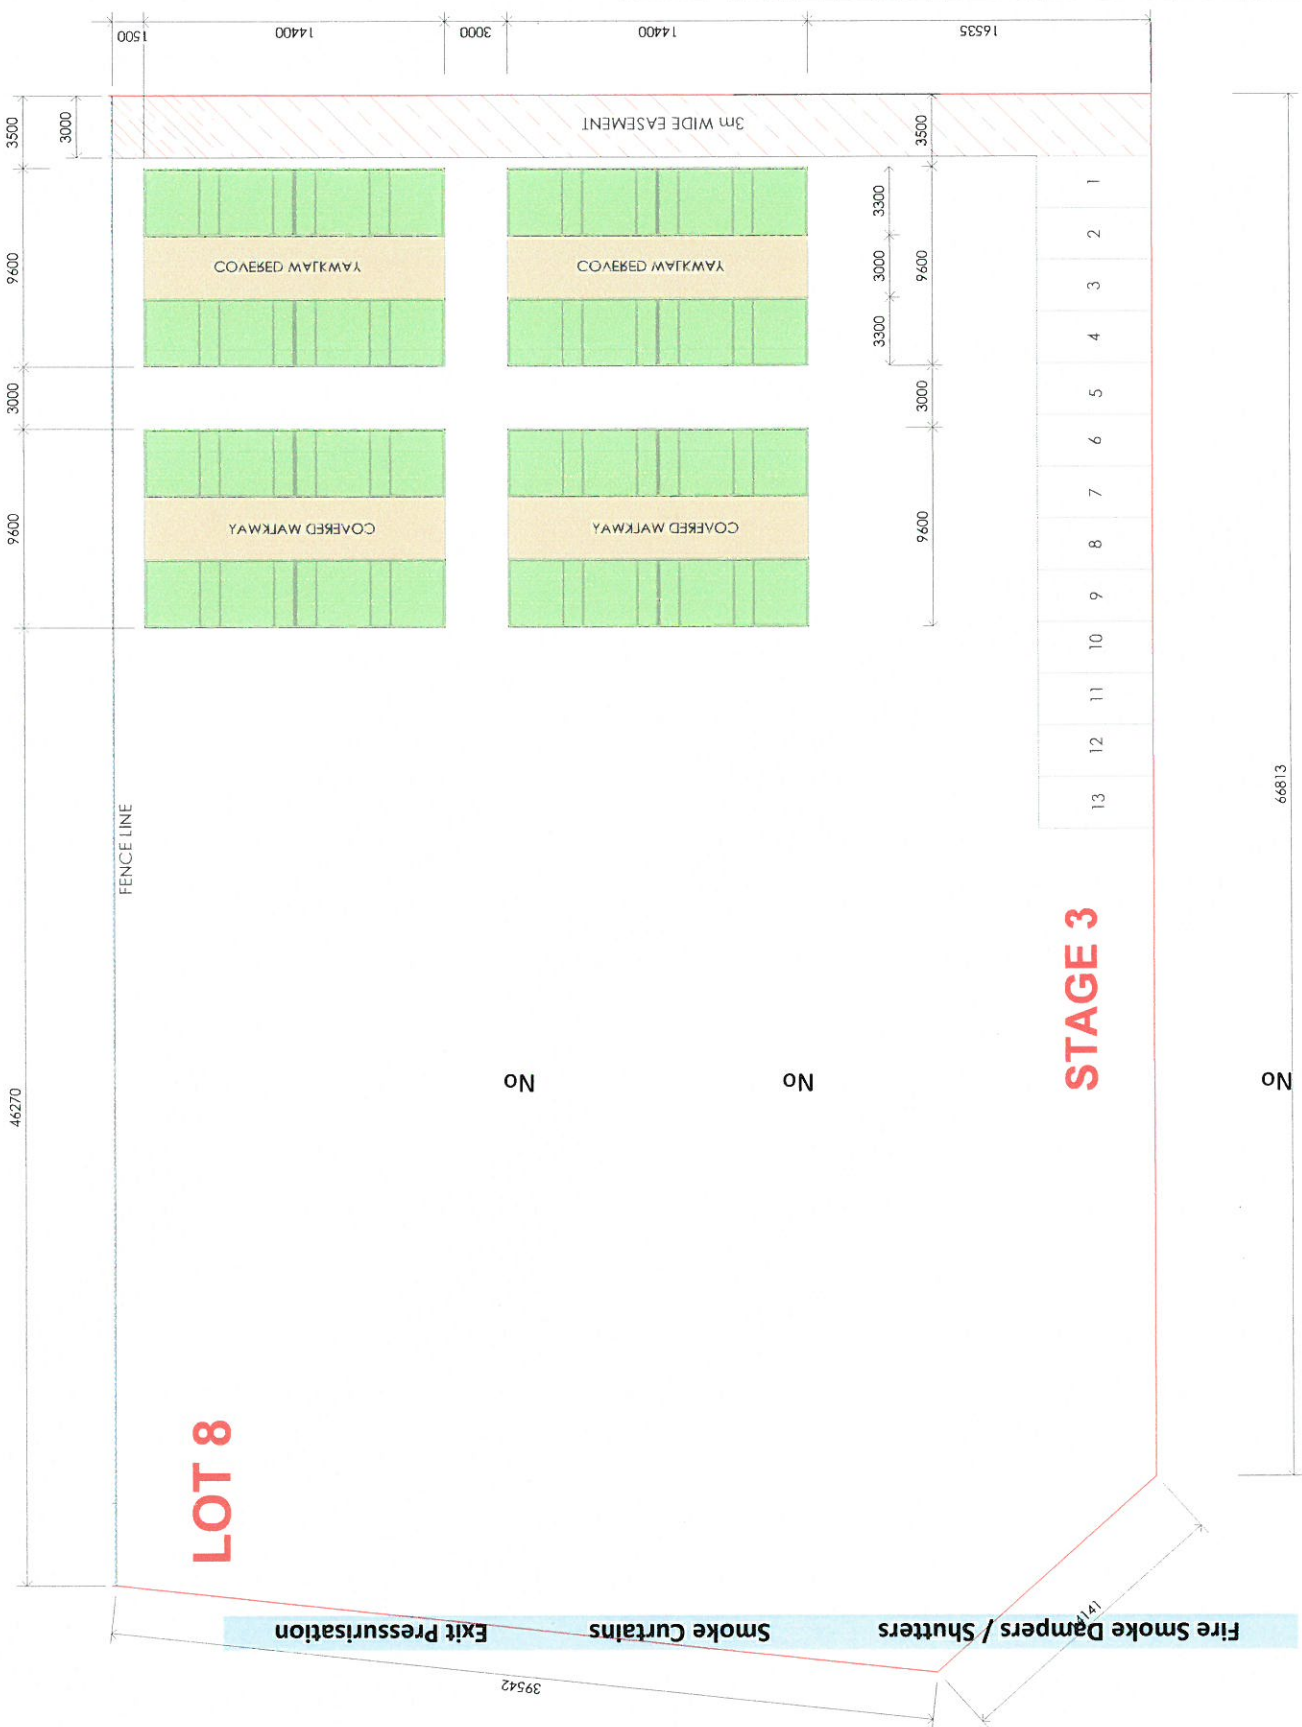 1500
14400
3000
14400
16535
3500
3000
3m WIDE EASEMENT
3500
9600
COVERED WALKWAY
COVERED WALKWAY
3300
3000
3300
9600
3000
3000
9600
COVERED WALKWAY
COVERED WALKWAY
9600
1
2
3
4
5
6
7
8
9
10
11
12
13
FENCE LINE
66813
46270
STAGE 3
No
No
No
LOT 8
Exit Pressurisation
Smoke Curtains
Fire Smoke Dampers / Shutters
39542